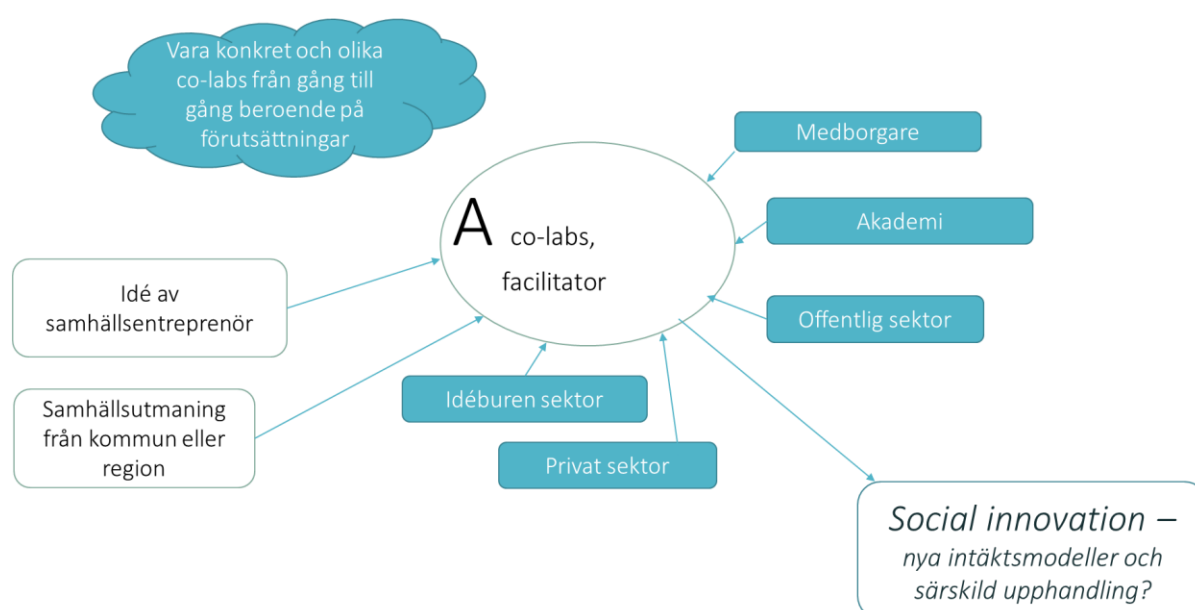 Vara konkret och olika
co-labs från gång till
gång beroende på
förutsättningar
Medborgare
A co-labs,
facilitator
Akademi
Idé av
samhällsentreprenör
Offentlig sektor
Samhällsutmaning
från kommun eller
region
Idéburen sektor
Privat sektor
Social innovation –
nya intäktsmodeller och
särskild upphandling?